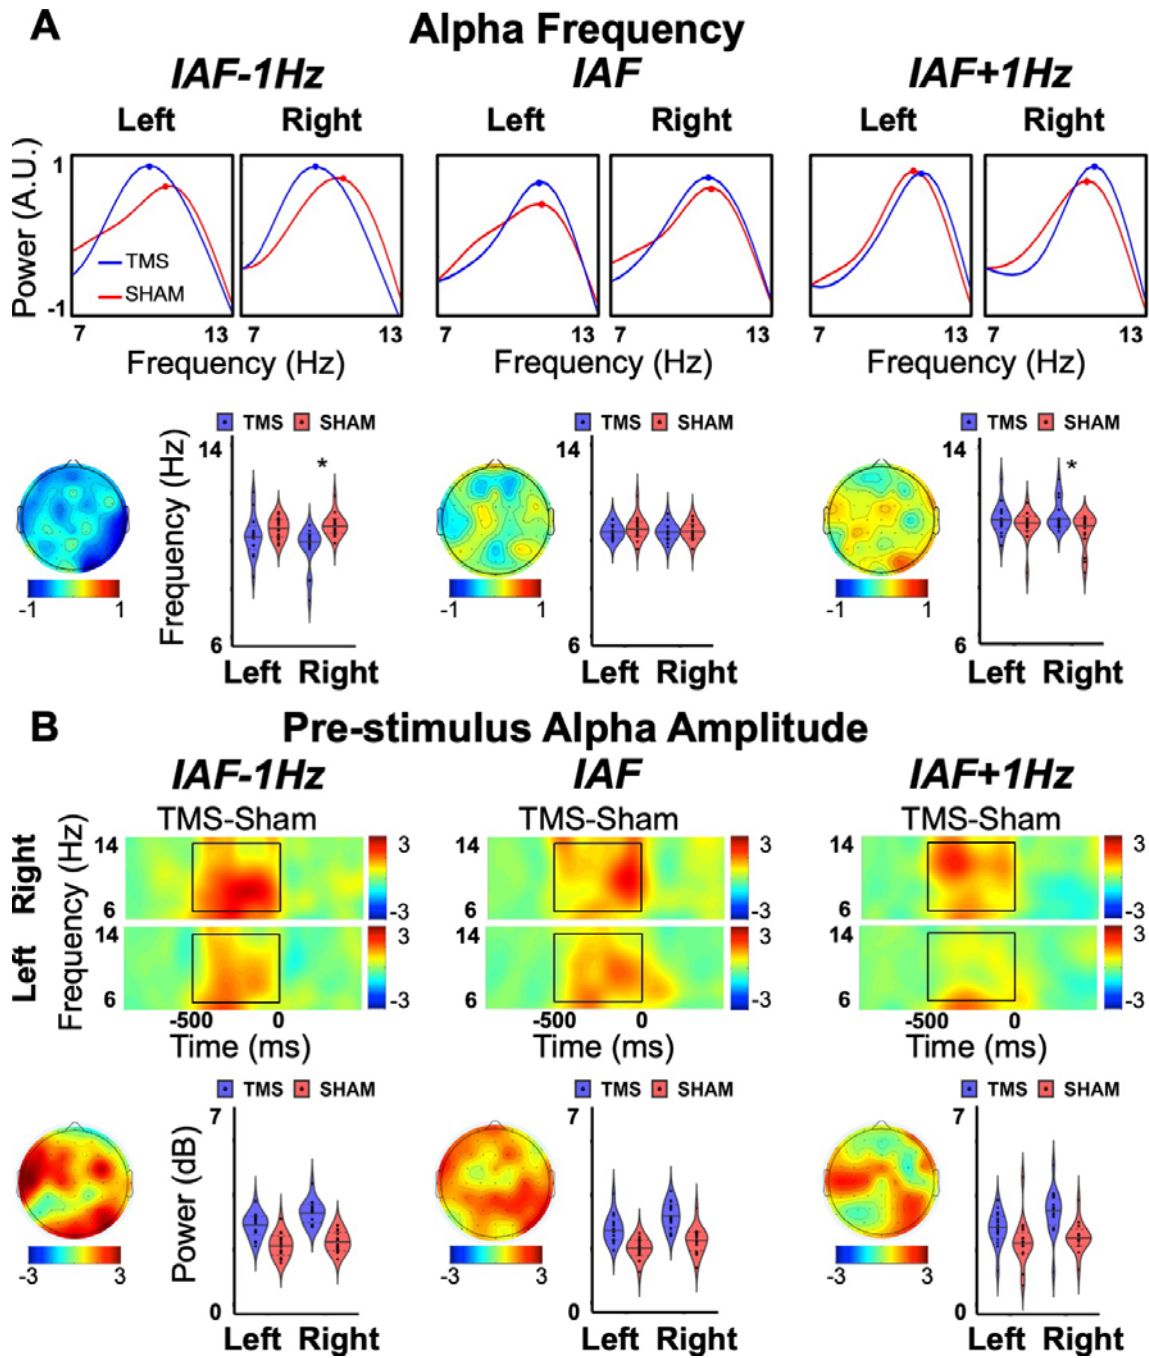 A
Alpha Frequency
IAF-1Hz IAF IAF+1Hz
Left Right Left Right Left Right
Power (A.U.)
1
-1
TMS
SHAM
7 13 7 13 7 13 7 13 7 13 7 13
Frequency (Hz) Frequency (Hz) Frequency (Hz)
TMS SHAM TMS SHAM TMS SHAM
Frequency (Hz)
14 14 14
* *
-1 1 -1 1 -1 1
6 6 6
Left Right Left Right Left Right
B
Pre-stimulus Alpha Amplitude
IAF-1Hz IAF IAF+1Hz
TMS-Sham TMS-Sham TMS-Sham
Right
Left
Frequency (Hz)
14 3 14 3 14 3
6 -3 6 -3 6 -3
14 3 14 3 14 3
6 -3 6 -3 6 -3
-500 0 -500 0 -500 0
Time (ms) Time (ms) Time (ms)
TMS SHAM TMS SHAM TMS SHAM
7 7 7
Power (dB)
-3 3 -3 3 -3 3
0 0 0
Left Right Left Right Left Right